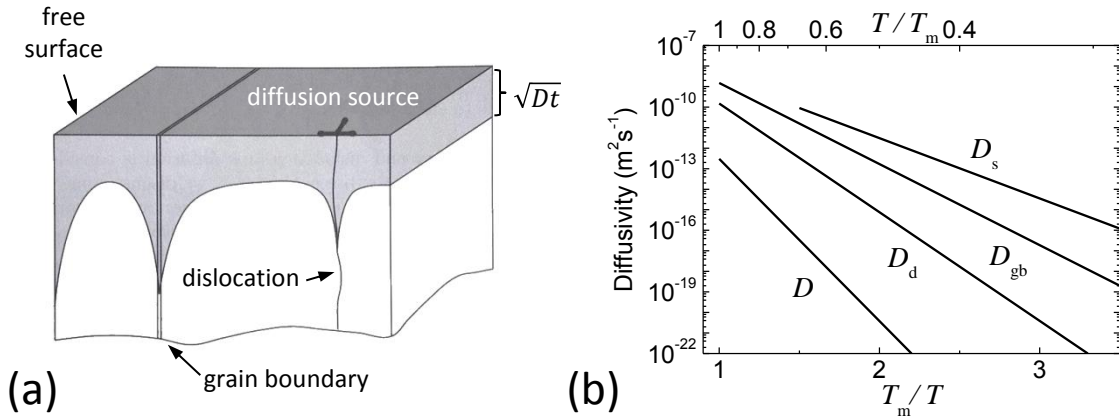 free
surface
diffusion source
√Dt
dislocation
grain boundary
(a)
(b)
T/Tm
1 0.8 0.6 0.4
10⁻⁷
10⁻¹⁰
10⁻¹³
10⁻¹⁶
10⁻¹⁹
10⁻²²
Diffusivity (m²s⁻¹)
Ds
Dgb
Dd
D
1 2 3
Tm/T